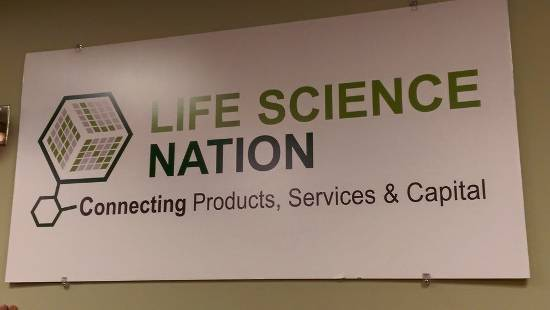 LIFE SCIENCE
NATION
Connecting Products, Services & Capital